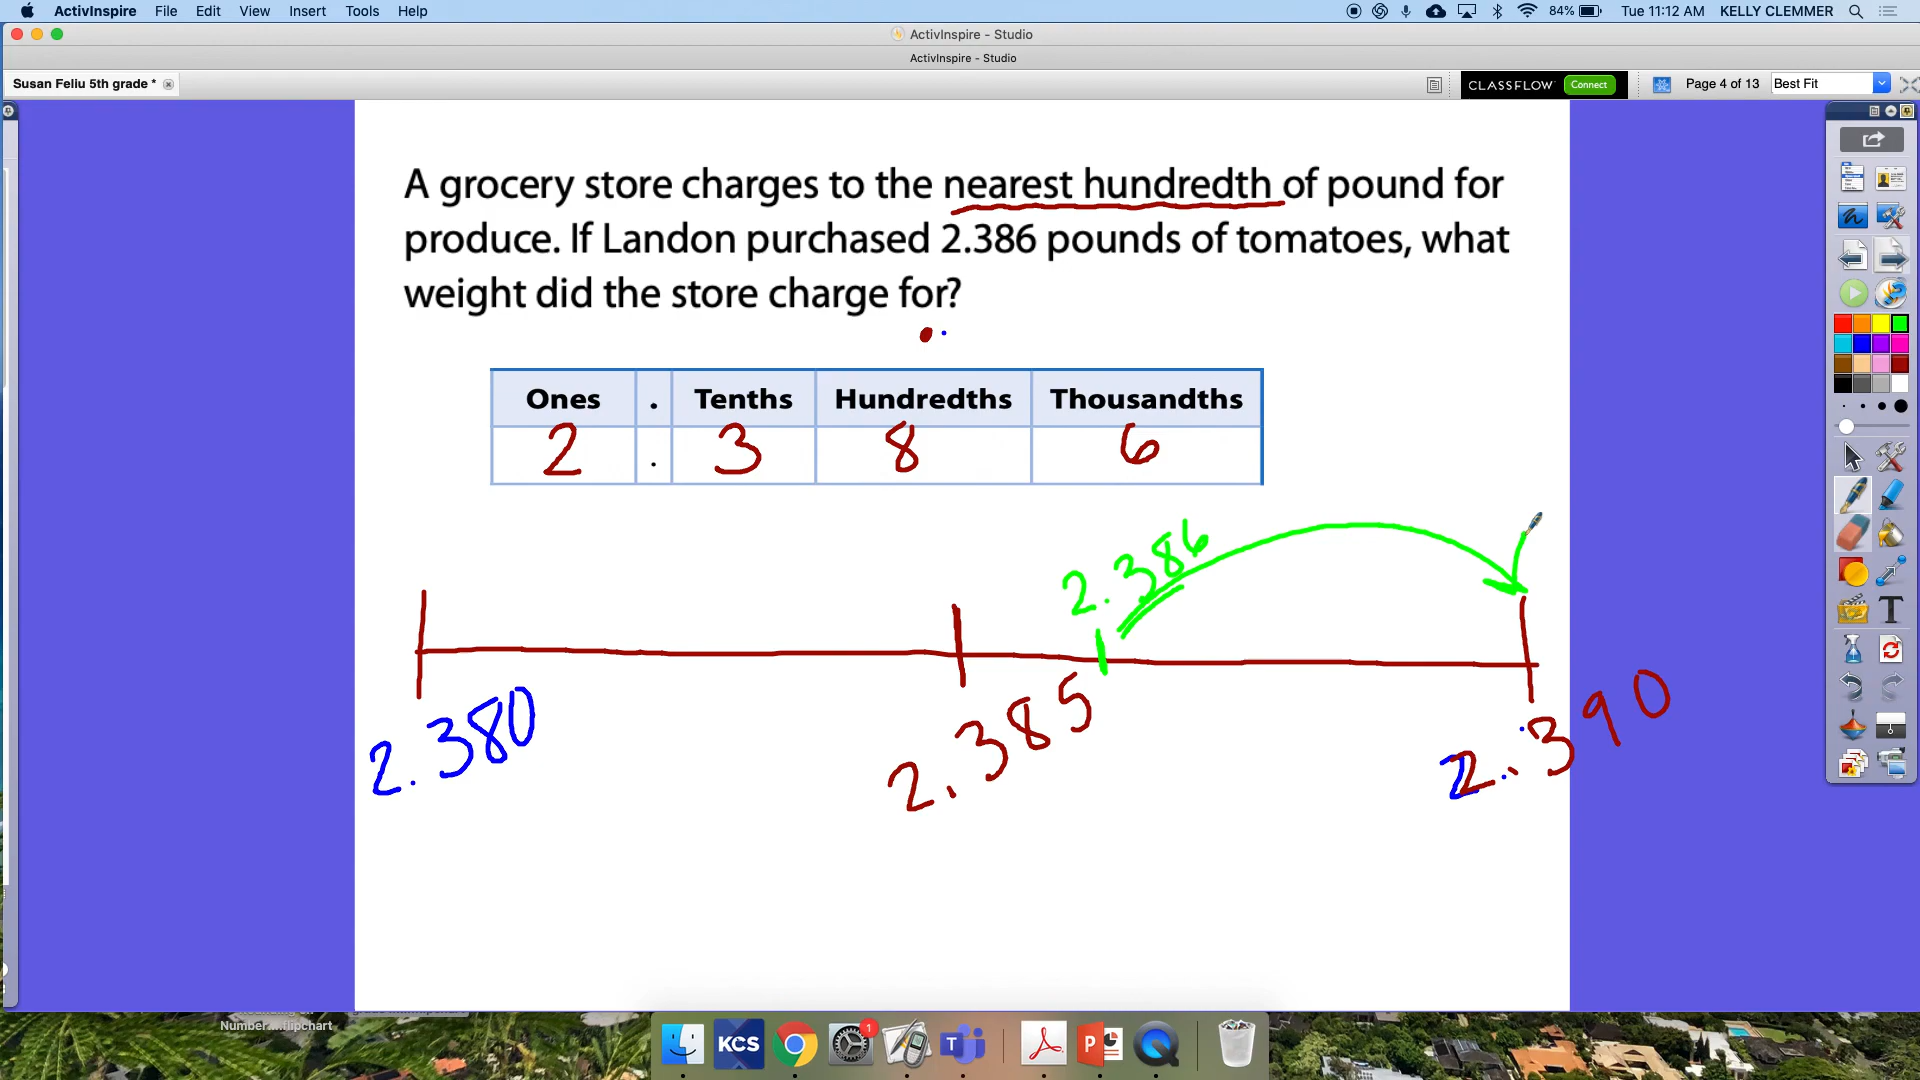 ActivInspire File Edit View Insert Tools Help 84% Tue 11:12 AM KELLY CLEMMER
ActivInspire - Studio
ActivInspire - Studio
Susan Feliu 5th grade * CLASSFLOW Connect Page 4 of 13 Best Fit
A grocery store charges to the nearest hundredth of pound for
produce. If Landon purchased 2.386 pounds of tomatoes, what
weight did the store charge for?
Ones . Tenths Hundredths Thousandths
2 . 3 8 6
2.386
2.380 2.385 2.390
Number...flipchart
KCS
1
T
P